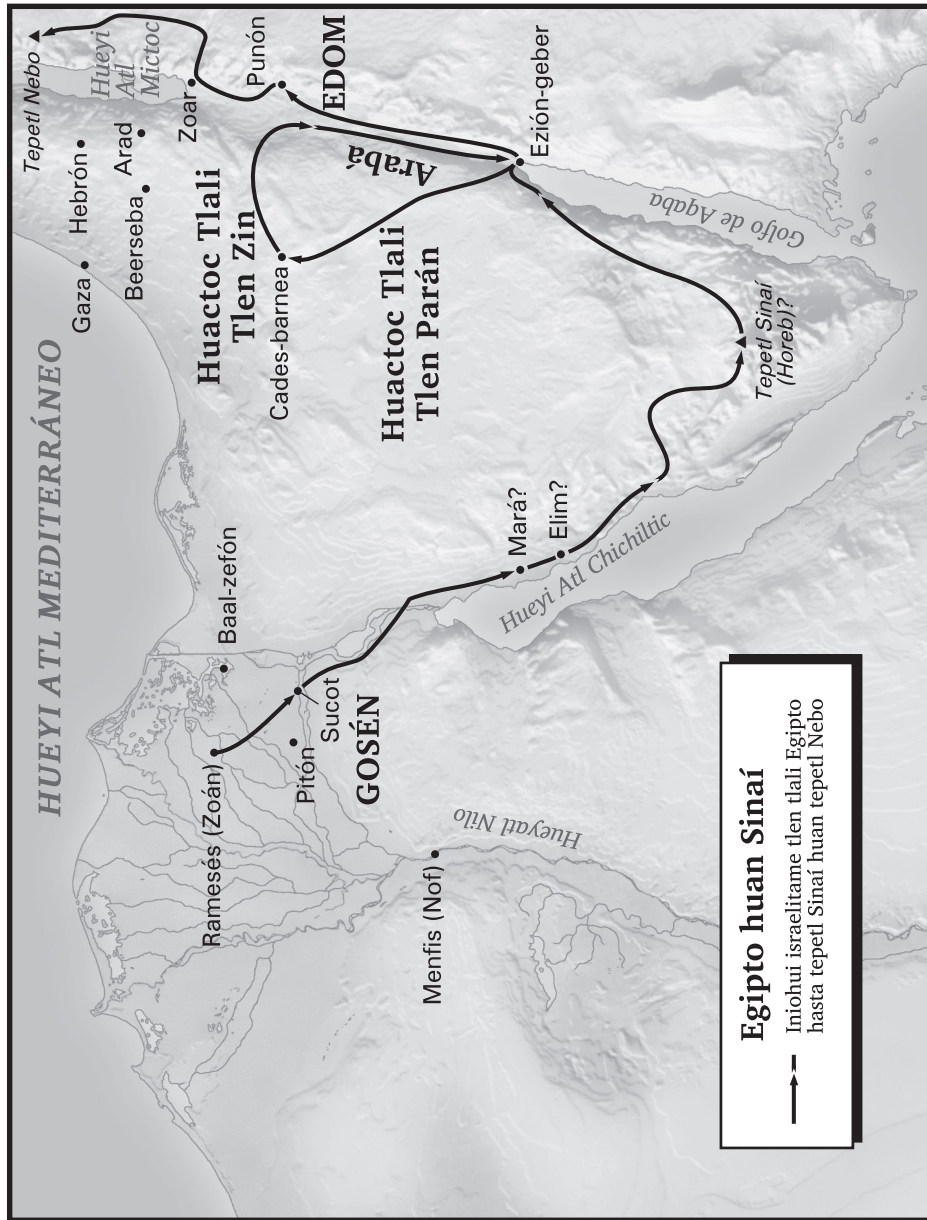 HUEYI ATL MEDITERRÁNEO
Tepetl Nebo
Hueyi
Atl
Mictoc
Gaza
Hebrón
Arad
Beerseba
Zoar
Punón
EDOM
Huactoc Tlali
Tlen Zin
Cades-barnea
Arabá
Huactoc Tlali
Tlen Parán
Ezión-geber
Golfo de Aqaba
Baal-zefón
Ramesés (Zoán)
Sucot
Pitón
GOSÉN
Mará?
Elim?
Hueyi Atl Chichiltic
Tepetl Sinaí
(Horeb)?
Hueyatl Nilo
Menfis (Nof)
Egipto huan Sinaí
Iniohui israelitame tlen tlali Egipto
hasta tepetl Sinaí huan tepetl Nebo